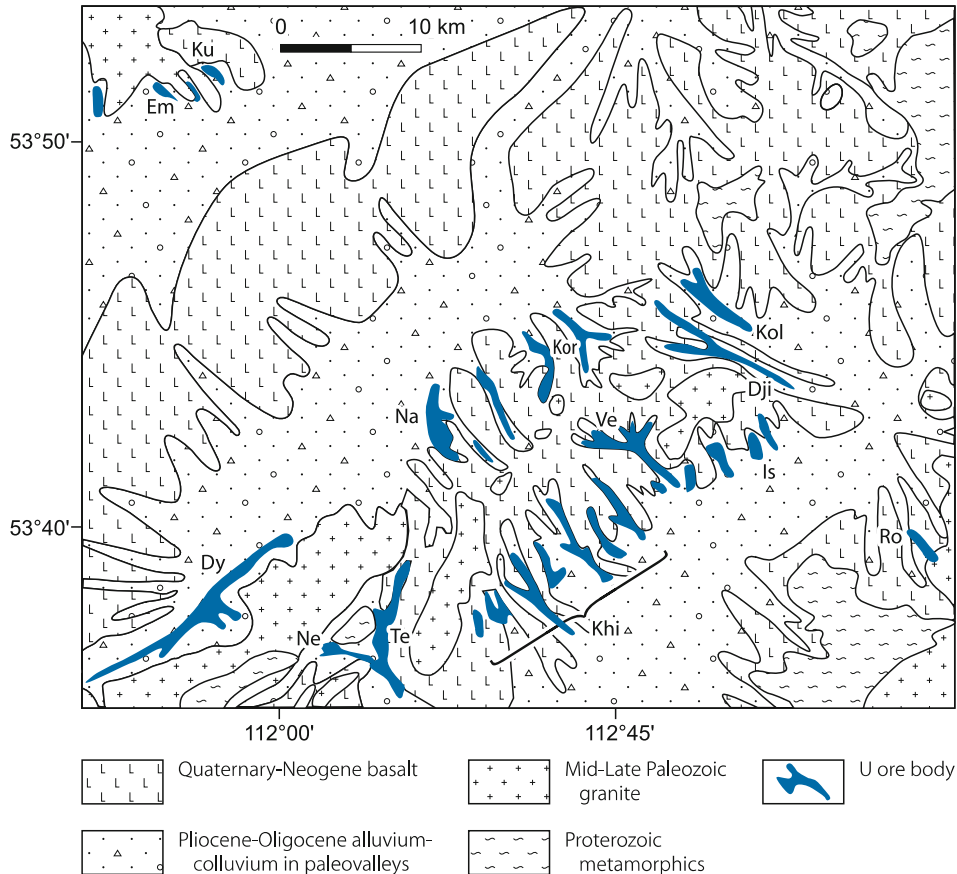 0 10 km
Ku
Em
53°50'
Kol
Kor
Dji
Na
Ve
Is
53°40'
Ro
Dy
Khi
Ne
Te
112°00' 112°45'
Quaternary-Neogene basalt
Mid-Late Paleozoic
granite
U ore body
Pliocene-Oligocene alluvium-
colluvium in paleovalleys
Proterozoic
metamorphics